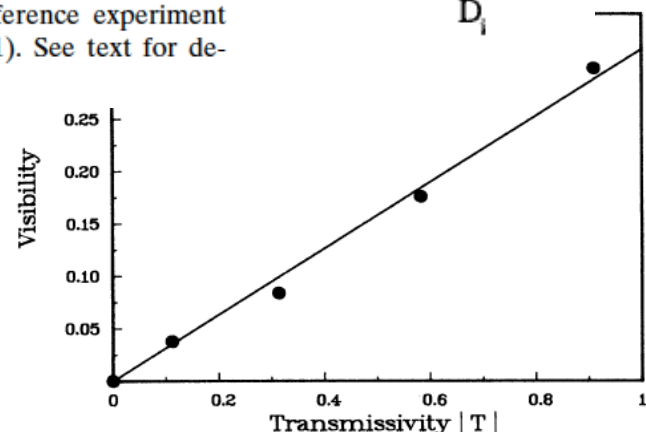 ference experiment
1). See text for de-
D_i
0.25
0.20
0.15
0.10
0.05
Visibility
0
0.2
0.4
0.6
0.8
1
Transmissivity | T |